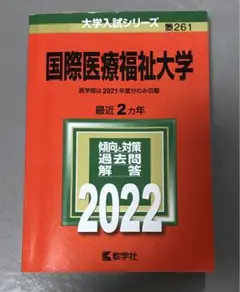 大学入試シリーズ 261
国際医療福祉大学
医学部は2021年度分のみ収載
最近2カ年
傾向と対策
過去問
解答
2022
教学社